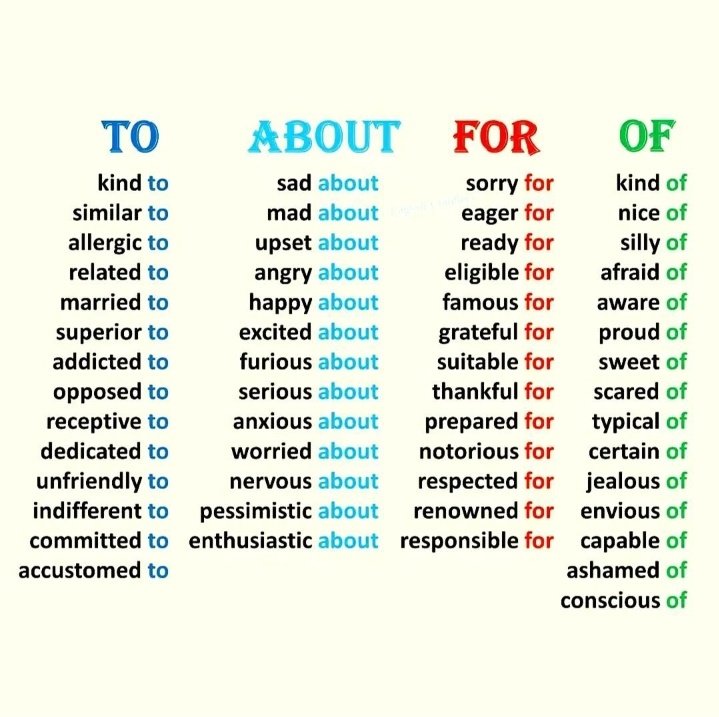 TO
kind to
similar to
allergic to
related to
married to
superior to
addicted to
opposed to
receptive to
dedicated to
unfriendly to
indifferent to
committed to
accustomed to
ABOUT
sad about
mad about
upset about
angry about
happy about
excited about
furious about
serious about
anxious about
worried about
nervous about
pessimistic about
enthusiastic about
FOR
sorry for
eager for
ready for
eligible for
famous for
grateful for
suitable for
thankful for
prepared for
notorious for
respected for
renowned for
responsible for
OF
kind of
nice of
silly of
afraid of
aware of
proud of
sweet of
scared of
typical of
certain of
jealous of
envious of
capable of
ashamed of
conscious of